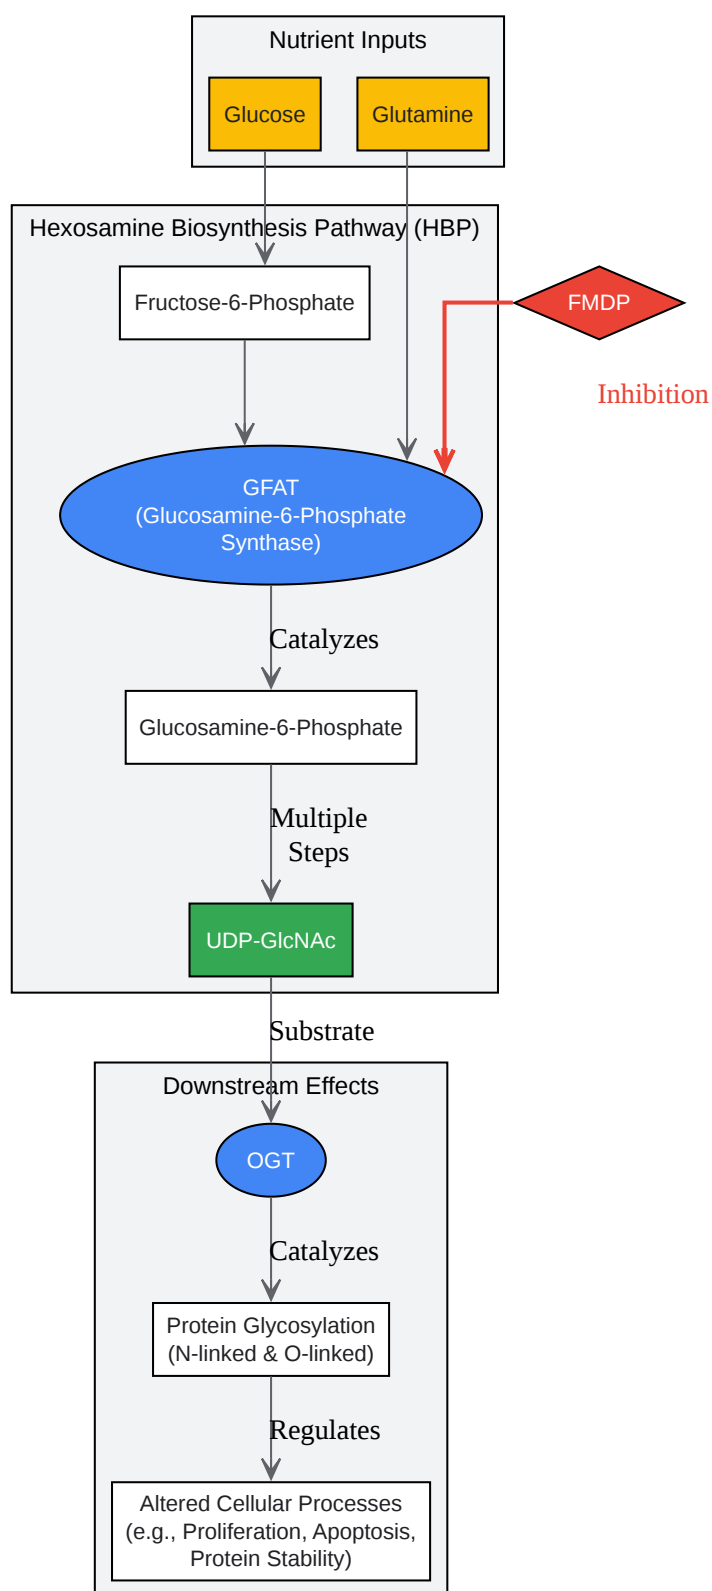 Nutrient Inputs
Glucose
Glutamine
Hexosamine Biosynthesis Pathway (HBP)
Fructose-6-Phosphate
FMDP
Inhibition
GFAT
(Glucosamine-6-Phosphate
Synthase)
Catalyzes
Glucosamine-6-Phosphate
Multiple
Steps
UDP-GlcNAc
Substrate
Downstream Effects
OGT
Catalyzes
Protein Glycosylation
(N-linked & O-linked)
Regulates
Altered Cellular Processes
(e.g., Proliferation, Apoptosis,
Protein Stability)